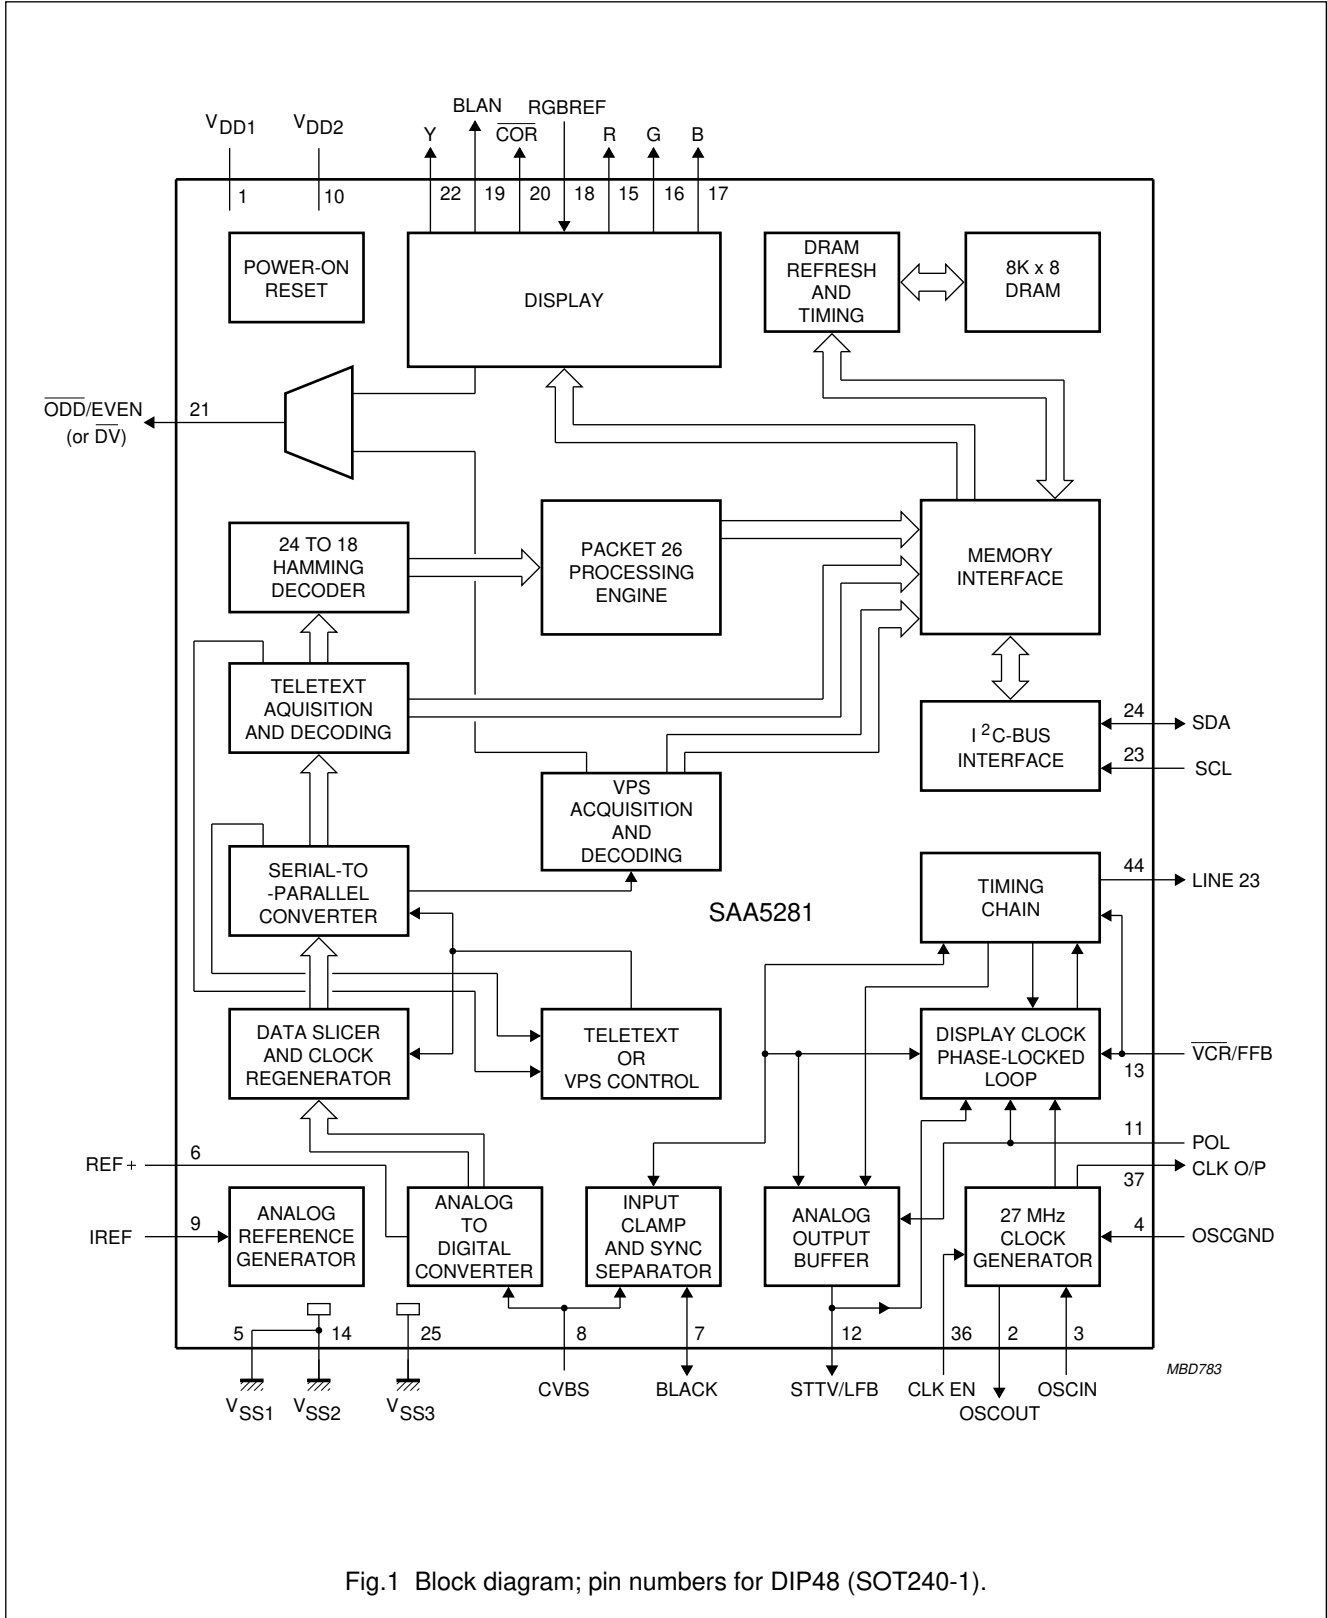 VDD1
VDD2
Y
BLAN
COR
RGBREF
R
G
B
1
10
22
19
20
18
15
16
17
POWER-ON
RESET
DISPLAY
DRAM
REFRESH
AND
TIMING
8K x 8
DRAM
ODD/EVEN
(or DV)
21
24 TO 18
HAMMING
DECODER
PACKET 26
PROCESSING
ENGINE
MEMORY
INTERFACE
TELETEXT
AQUISITION
AND DECODING
I 2C-BUS
INTERFACE
24
SDA
23
SCL
VPS
ACQUISITION
AND
DECODING
SERIAL-TO
-PARALLEL
CONVERTER
SAA5281
TIMING
CHAIN
44
LINE 23
DATA SLICER
AND CLOCK
REGENERATOR
TELETEXT
OR
VPS CONTROL
DISPLAY CLOCK
PHASE-LOCKED
LOOP
VCR/FFB
13
11
POL
CLK O/P
37
REF+
6
IREF
9
ANALOG
REFERENCE
GENERATOR
ANALOG
TO
DIGITAL
CONVERTER
INPUT
CLAMP
AND SYNC
SEPARATOR
ANALOG
OUTPUT
BUFFER
27 MHz
CLOCK
GENERATOR
4
OSCGND
5
14
25
8
7
12
36
2
3
VSS1
VSS2
VSS3
CVBS
BLACK
STTV/LFB
CLK EN
OSCOUT
OSCIN
MBD783
Fig.1 Block diagram; pin numbers for DIP48 (SOT240-1).